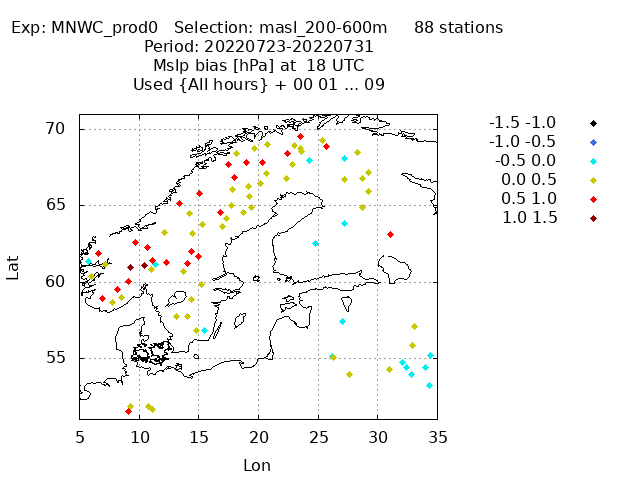 Exp: MNWC_prod0 Selection: masl_200-600m 88 stations
Period: 20220723-20220731
Mslp bias [hPa] at 18 UTC
Used {All hours} + 00 01 ... 09
-1.5 -1.0
-1.0 -0.5
-0.5 0.0
0.0 0.5
0.5 1.0
1.0 1.5
70
65
60
55
Lat
5 10 15 20 25 30 35
Lon